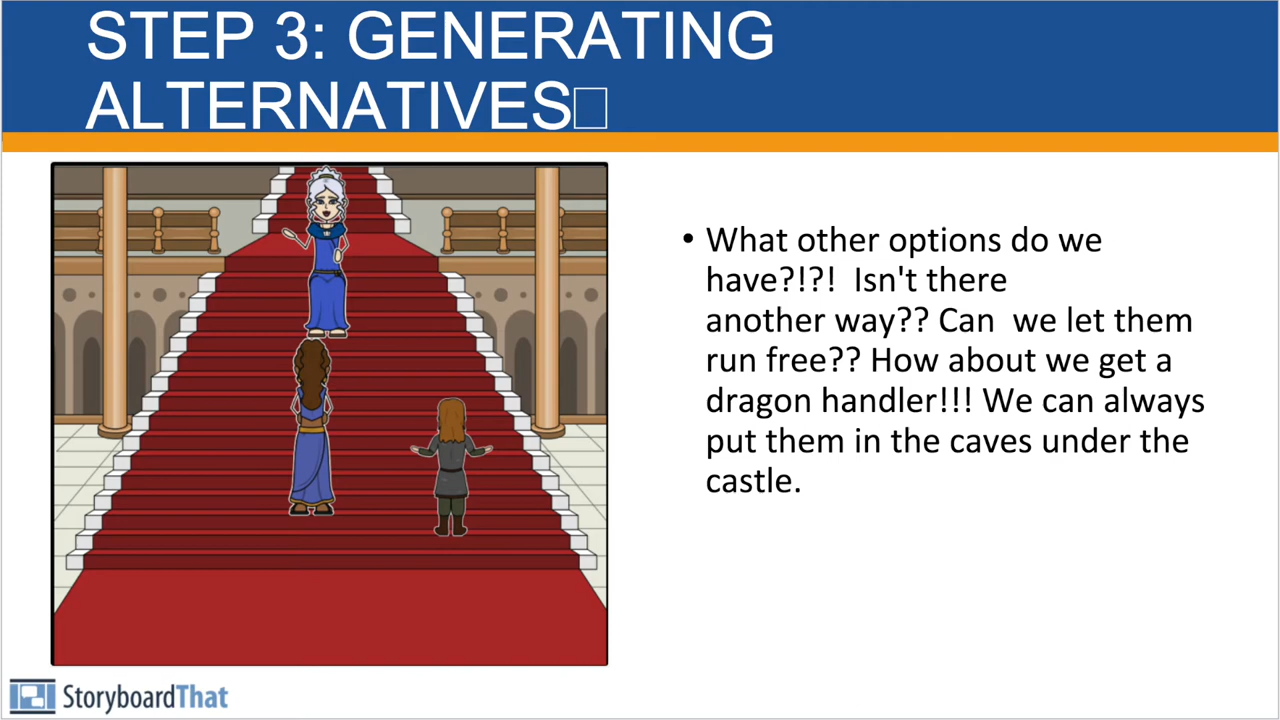 STEP 3: GENERATING
ALTERNATIVES
• What other options do we
have?!?!  Isn't there
another way?? Can  we let them
run free?? How about we get a
dragon handler!!! We can always
put them in the caves under the
castle.
StoryboardThat